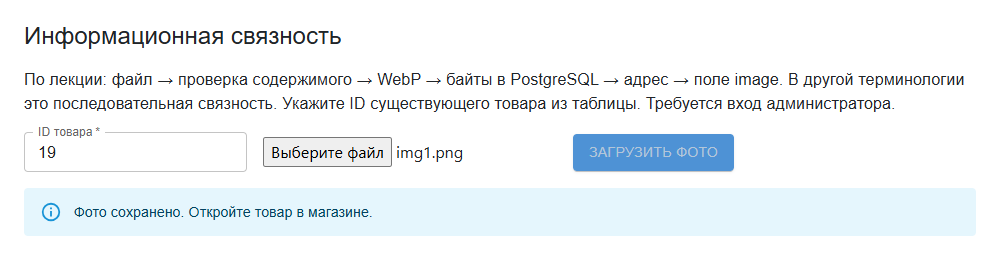 Информационная связность
По лекции: файл → проверка содержимого → WebP → байты в PostgreSQL → адрес → поле image. В другой терминологии
это последовательная связность. Укажите ID существующего товара из таблицы. Требуется вход администратора.
ID товара *
19
Выберите файл img1.png
ЗАГРУЗИТЬ ФОТО
Фото сохранено. Откройте товар в магазине.